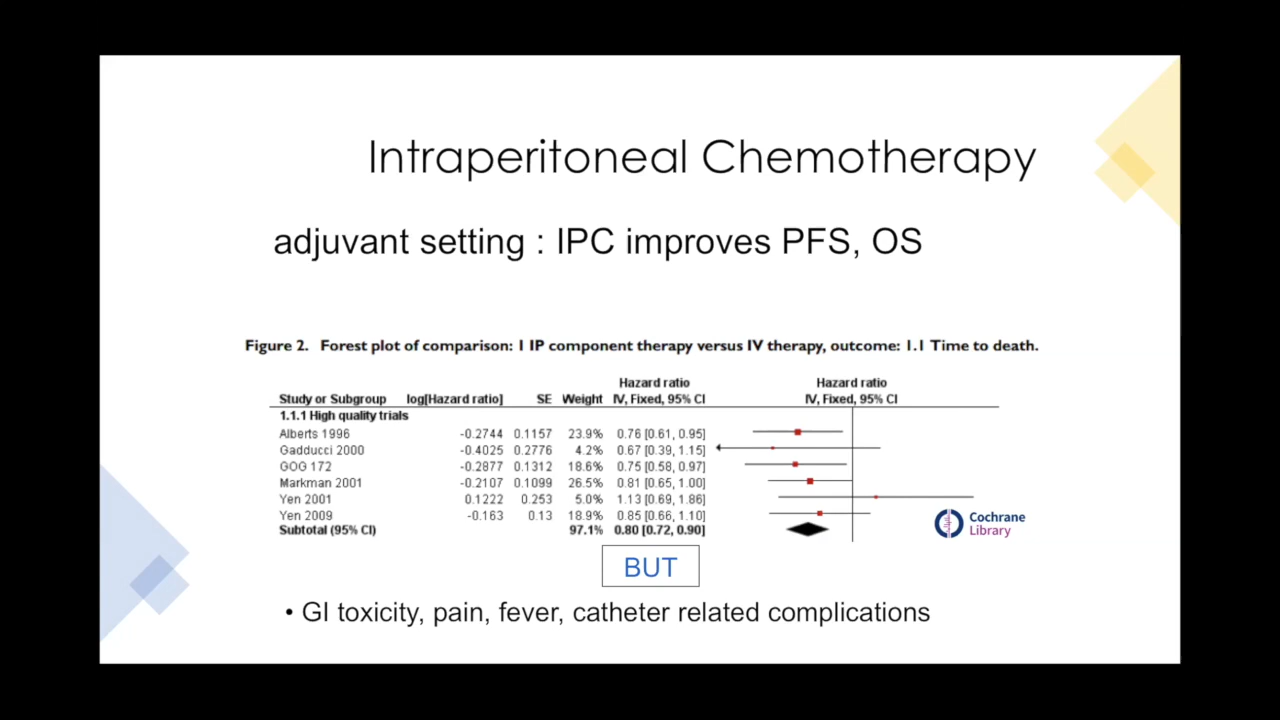 Intraperitoneal Chemotherapy
adjuvant setting : IPC improves PFS, OS
Figure 2. Forest plot of comparison: 1 IP component therapy versus IV therapy, outcome: 1.1 Time to death.
Hazard ratio Hazard ratio
Study or Subgroup log[Hazard ratio] SE Weight IV, Fixed, 95% CI IV, Fixed, 95% CI
1.1.1 High quality trials
Alberts 1996 -0.2744 0.1157 23.9% 0.76 [0.61, 0.95]
Gadducci 2000 -0.4025 0.2776 4.2% 0.67 [0.39, 1.15]
GOG 172 -0.2877 0.1312 18.6% 0.75 [0.58, 0.97]
Markman 2001 -0.2107 0.1099 26.5% 0.81 [0.65, 1.00]
Yen 2001 0.1222 0.253 5.0% 1.13 [0.69, 1.86]
Yen 2009 -0.163 0.13 18.9% 0.85 [0.66, 1.10]
Subtotal (95% CI) 97.1% 0.80 [0.72, 0.90]
Cochrane
Library
BUT
• GI toxicity, pain, fever, catheter related complications